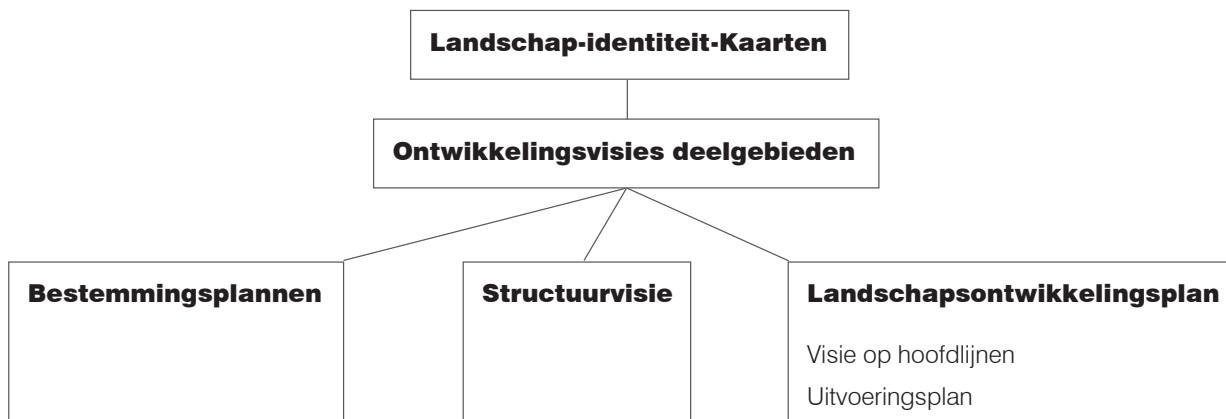 Landschap-identiteit-Kaarten
Ontwikkelingsvisies deelgebieden
Bestemmingsplannen
Structuurvisie
Landschapsontwikkelingsplan
Visie op hoofdlijnen
Uitvoeringsplan